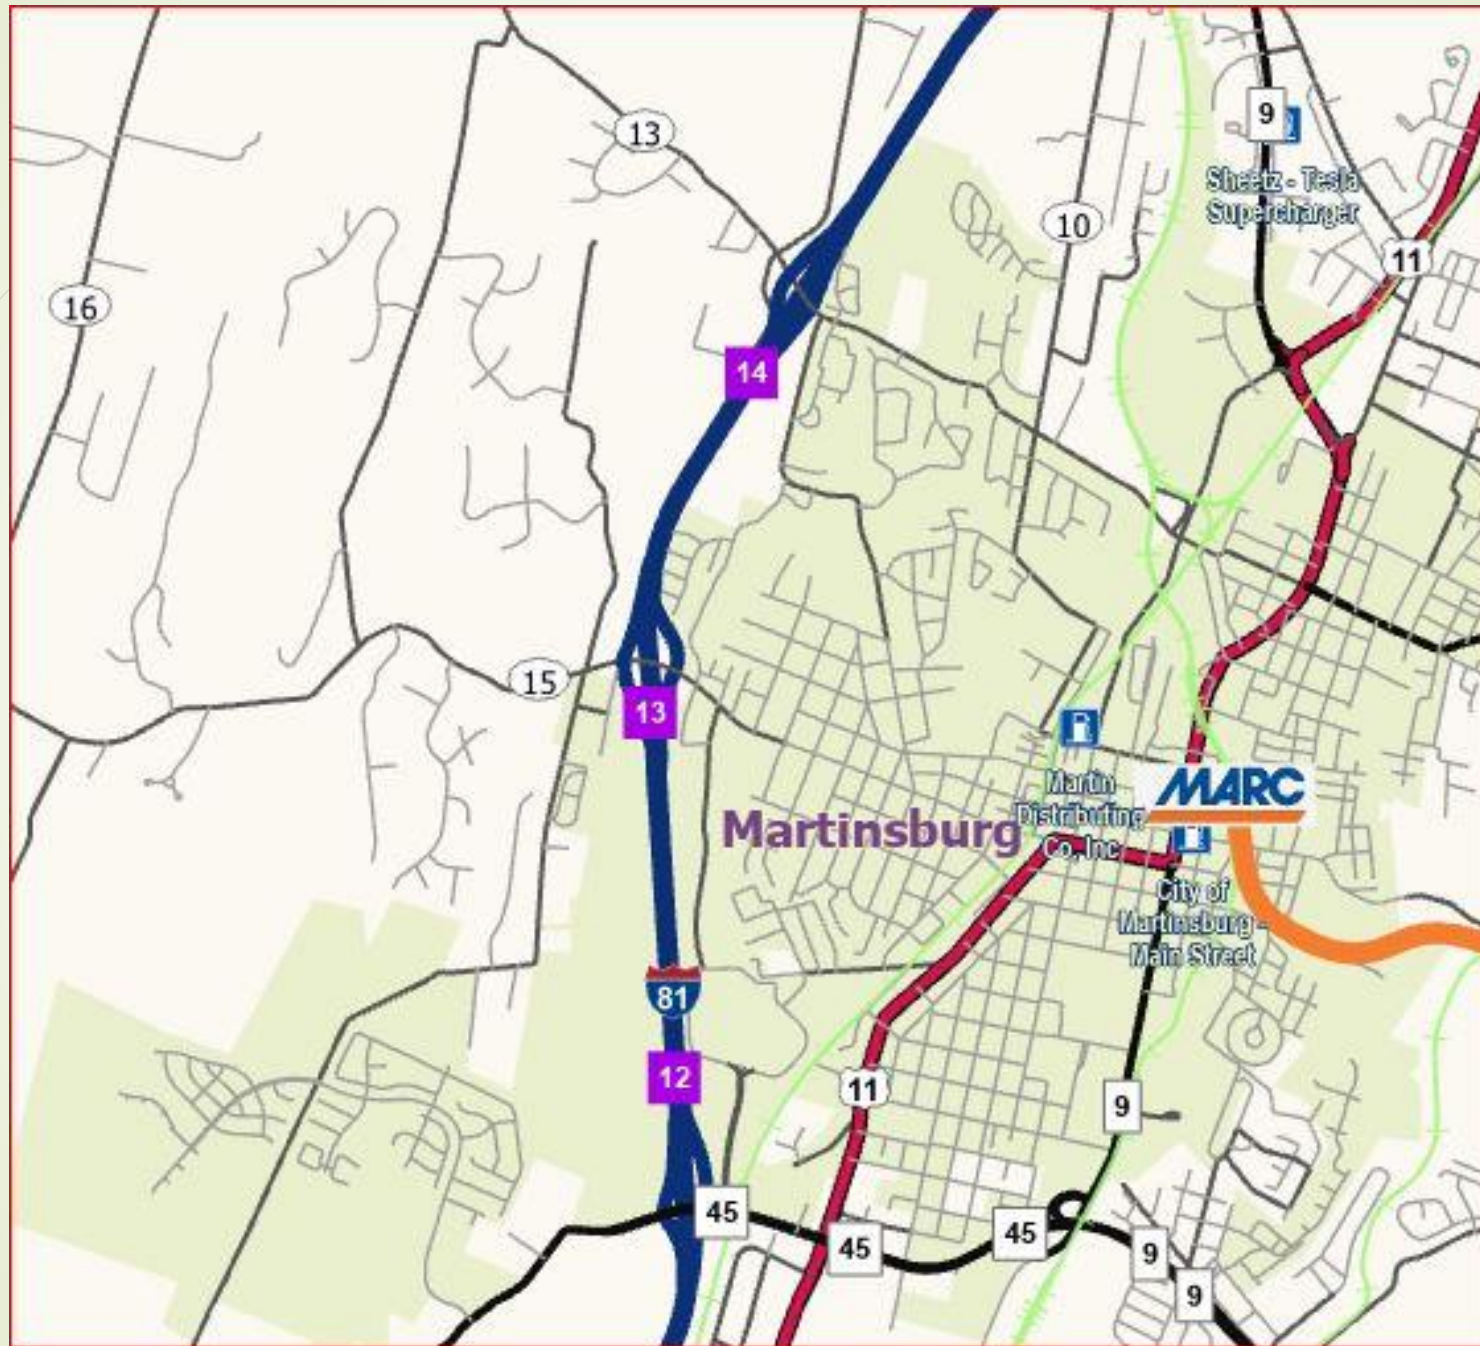 9
13
Sheetz - Tesla
Supercharger
10
11
16
14
15
13
MARC
Martin
Distributing
Co, Inc
Martinsburg
City of
Martinsburg -
Main Street
81
12
11
9
45
45
45
9
9